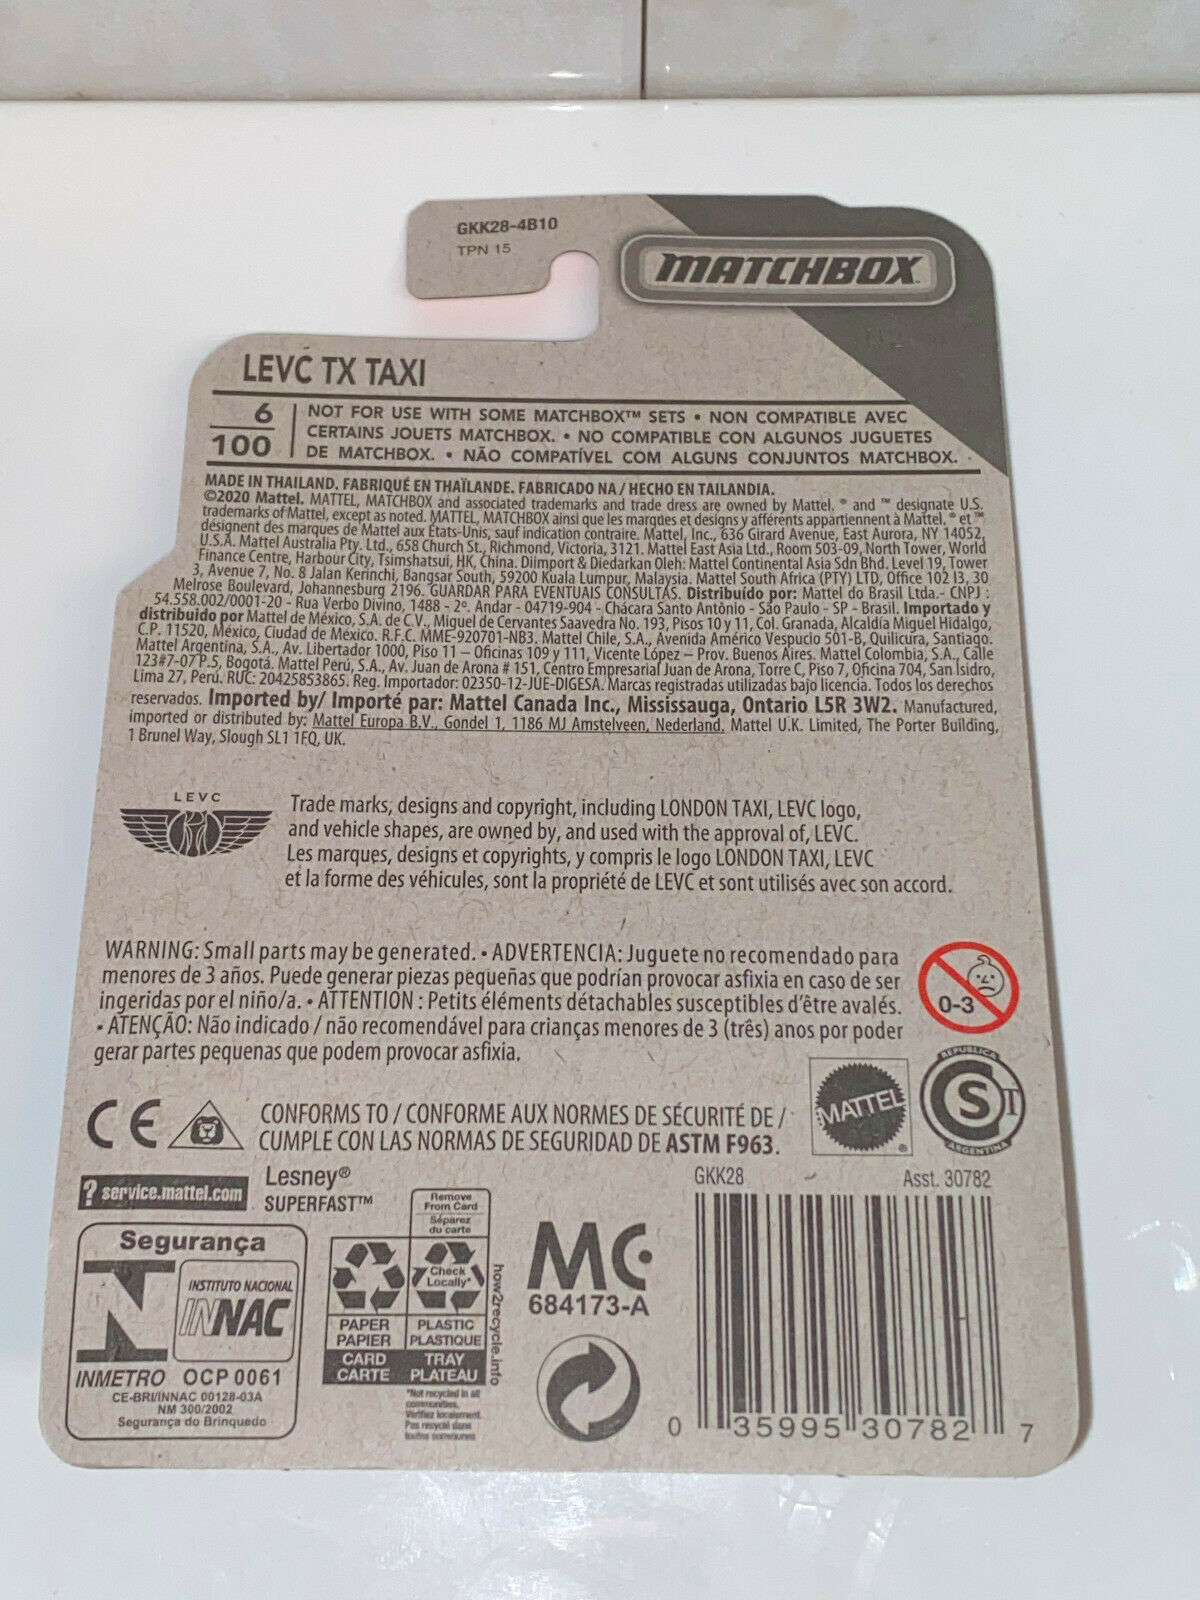 GKK28-4B10
TPN 15
MATCHBOX
LEVC TX TAXI
6
100
NOT FOR USE WITH SOME MATCHBOX™ SETS • NON COMPATIBLE AVEC
CERTAINS JOUETS MATCHBOX. • NO COMPATIBLE CON ALGUNOS JUGUETES
DE MATCHBOX. • NÃO COMPATÍVEL COM ALGUNS CONJUNTOS MATCHBOX.
MADE IN THAILAND. FABRIQUÉ EN THAÏLANDE. FABRICADO NA / HECHO EN TAILANDIA.
©2020 Mattel. MATTEL, MATCHBOX and associated trademarks and trade dress are owned by Mattel. ® and ™ designate U.S.
trademarks of Mattel, except as noted. MATTEL, MATCHBOX ainsi que les marques et designs y afférents appartiennent à Mattel. ® et ™
désignent des marques de Mattel aux États-Unis, sauf indication contraire. Mattel, Inc., 636 Girard Avenue, East Aurora, NY 14052,
U.S.A. Mattel Australia Pty. Ltd., 658 Church St., Richmond, Victoria, 3121. Mattel East Asia Ltd., Room 503-09, North Tower, World
Finance Centre, Harbour City, Tsimshatsui, HK, China. Diimport & Diedarkan Oleh: Mattel Continental Asia Sdn Bhd. Level 19, Tower
3, Avenue 7, No. 8 Jalan Kerinchi, Bangsar South, 59200 Kuala Lumpur, Malaysia. Mattel South Africa (PTY) LTD, Office 102 I3, 30
Melrose Boulevard, Johannesburg 2196. GUARDAR PARA EVENTUAIS CONSULTAS. Distribuído por: Mattel do Brasil Ltda.- CNPJ :
54.558.002/0001-20 - Rua Verbo Divino, 1488 - 2º. Andar - 04719-904 - Chácara Santo Antônio - São Paulo - SP - Brasil. Importado y
distribuido por Mattel de México, S.A. de C.V., Miguel de Cervantes Saavedra No. 193, Pisos 10 y 11, Col. Granada, Alcaldía Miguel Hidalgo,
C.P. 11520, México, Ciudad de México. R.F.C. MME-920701-NB3. Mattel Chile, S.A., Avenida Américo Vespucio 501-B, Quilicura, Santiago.
Mattel Argentina, S.A., Av. Libertador 1000, Piso 11 – Oficinas 109 y 111, Vicente López – Prov. Buenos Aires. Mattel Colombia, S.A., Calle
123#7-07 P.5, Bogotá. Mattel Perú, S.A., Av. Juan de Arona # 151, Centro Empresarial Juan de Arona, Torre C, Piso 7, Oficina 704, San Isidro,
Lima 27, Perú. RUC: 20425853865. Reg. Importador: 02350-12-JUE-DIGESA. Marcas registradas utilizadas bajo licencia. Todos los derechos
reservados. Imported by/ Importé par: Mattel Canada Inc., Mississauga, Ontario L5R 3W2. Manufactured,
imported or distributed by: Mattel Europa B.V., Gondel 1, 1186 MJ Amstelveen, Nederland. Mattel U.K. Limited, The Porter Building,
1 Brunel Way, Slough SL1 1FQ, UK.
LEVC
Trade marks, designs and copyright, including LONDON TAXI, LEVC logo,
and vehicle shapes, are owned by, and used with the approval of, LEVC.
Les marques, designs et copyrights, y compris le logo LONDON TAXI, LEVC
et la forme des véhicules, sont la propriété de LEVC et sont utilisés avec son accord.
WARNING: Small parts may be generated. • ADVERTENCIA: Juguete no recomendado para
menores de 3 años. Puede generar piezas pequeñas que podrían provocar asfixia en caso de ser
ingeridas por el niño/a. • ATTENTION : Petits éléments détachables susceptibles d'être avalés.
• ATENÇÃO: Não indicado / não recomendável para crianças menores de 3 (três) anos por poder
gerar partes pequenas que podem provocar asfixia.
0-3
CE
CONFORMS TO / CONFORME AUX NORMES DE SÉCURITÉ DE /
CUMPLE CON LAS NORMAS DE SEGURIDAD DE ASTM F963.
MATTEL
®
REPUBLICA
CST
ARGENTINA
? service.mattel.com
Lesney®
SUPERFAST™
GKK28
Asst. 30782
Segurança
INSTITUTO NACIONAL
INNAC
INMETRO OCP 0061
CE-BRI/INNAC 00128-03A
NM 300/2002
Segurança do Brinquedo
Remove
From Card
Séparez
du carte
Check
Locally*
PAPER
PAPIER
PLASTIC
PLASTIQUE
CARD
CARTE
TRAY
PLATEAU
*Not recycled in all
communities.
Vérifiez localement.
Pas recyclé dans
toutes communes
how2recycle.info
MC
684173-A
0 35995 30782 7